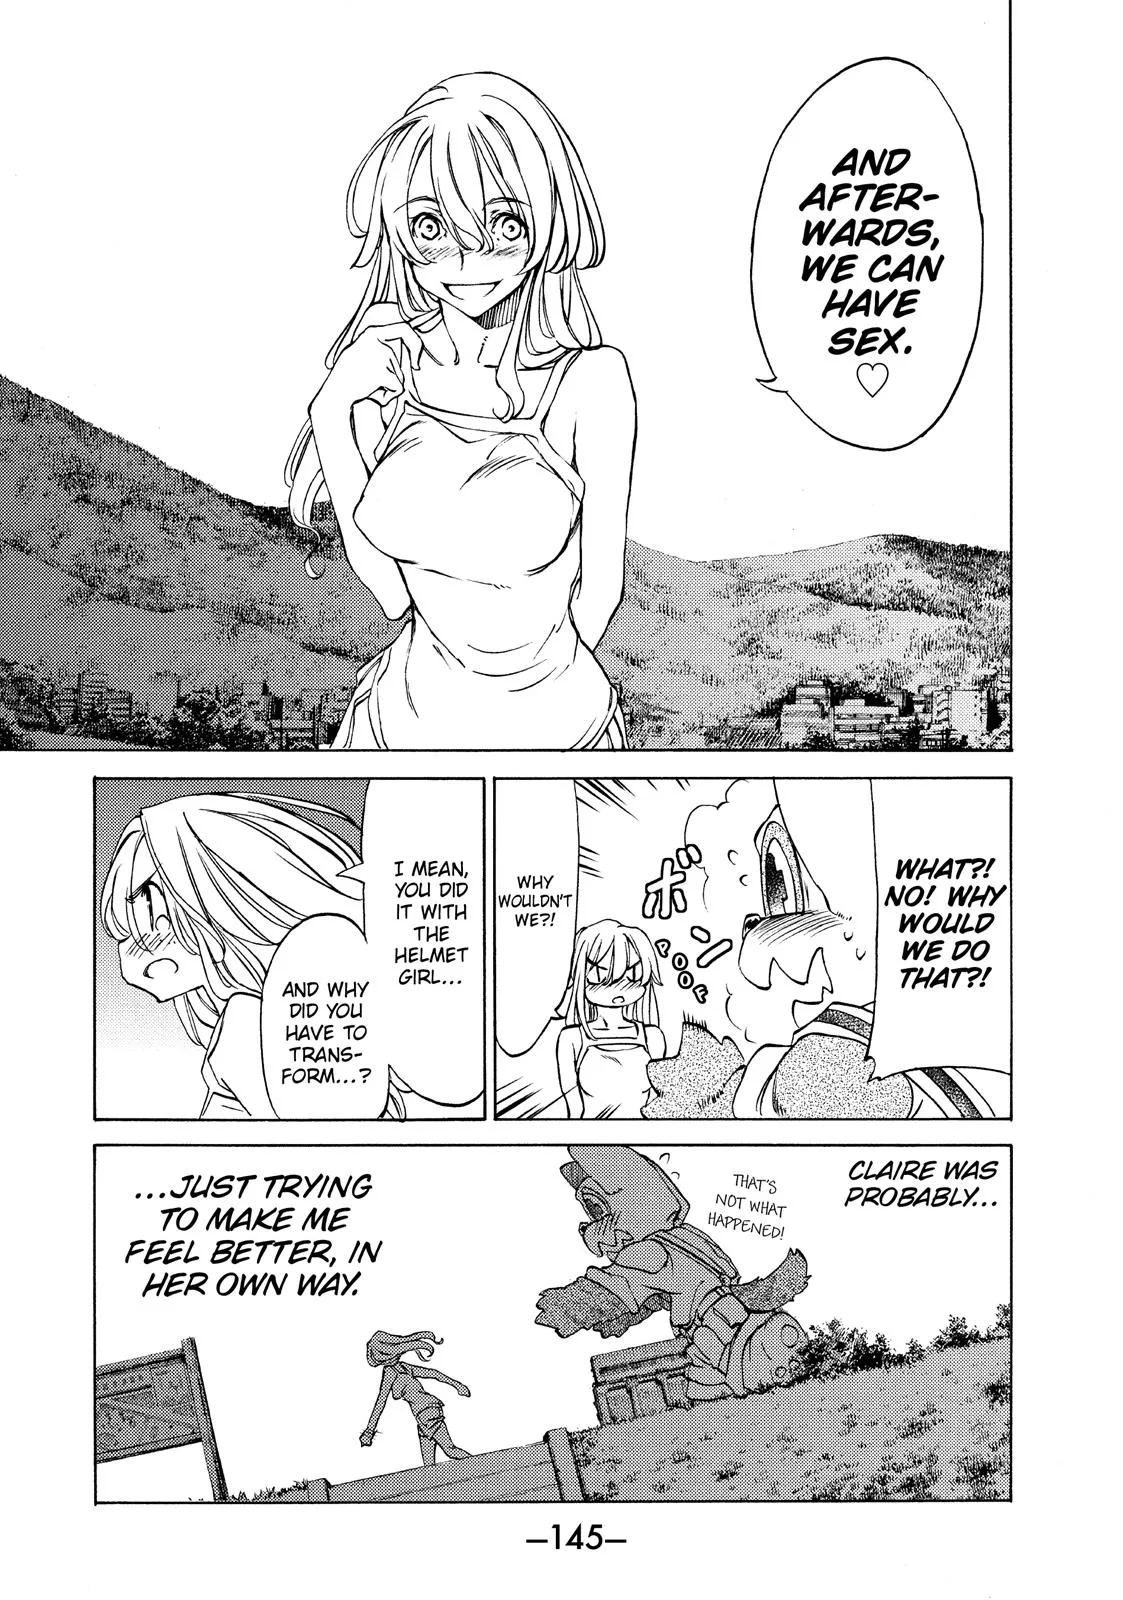 AND
AFTER-
WARDS,
WE CAN
HAVE
SEX.
♡
WHAT?!
NO! WHY
WOULD
WE DO
THAT?!
ボン
POOF
WHY
WOULDN'T
WE?!
I MEAN,
YOU DID
IT WITH
THE
HELMET
GIRL...
AND WHY
DID YOU
HAVE TO
TRANS-
FORM...?
CLAIRE WAS
PROBABLY...
THAT'S
NOT WHAT
HAPPENED!
...JUST TRYING
TO MAKE ME
FEEL BETTER, IN
HER OWN WAY.
—145—